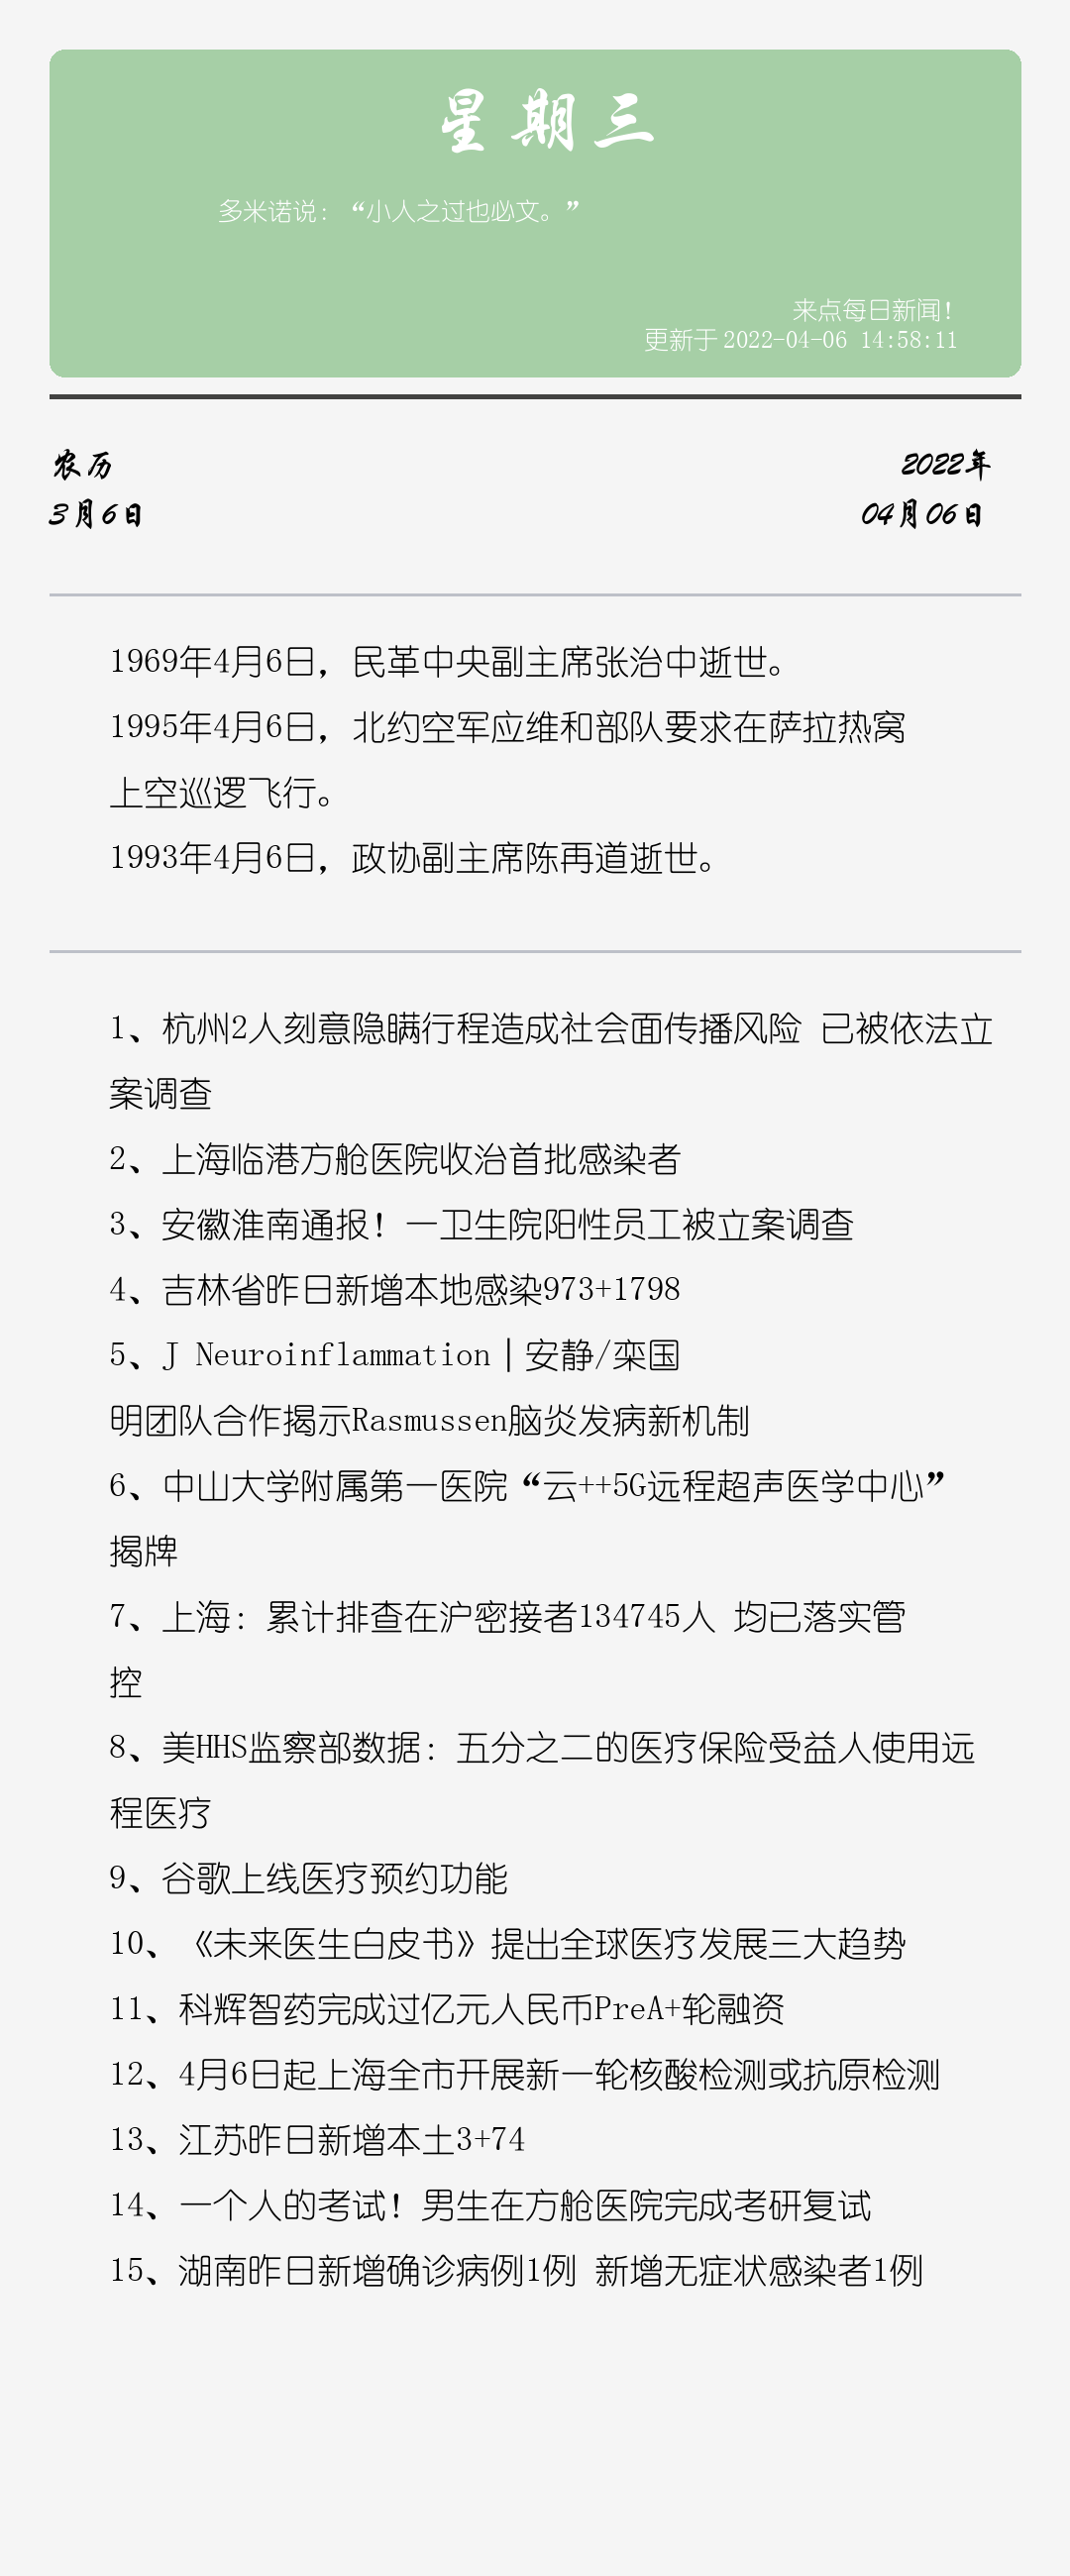 星期三
多米诺说：“小人之过也必文。”
来点每日新闻！
更新于 2022-04-06 14:58:11
农历
2022年
3月6日
04月06日
1969年4月6日，民革中央副主席张治中逝世。
1995年4月6日，北约空军应维和部队要求在萨拉热窝
上空巡逻飞行。
1993年4月6日，政协副主席陈再道逝世。
1、杭州2人刻意隐瞒行程造成社会面传播风险 已被依法立
案调查
2、上海临港方舱医院收治首批感染者
3、安徽淮南通报！一卫生院阳性员工被立案调查
4、吉林省昨日新增本地感染973+1798
5、J Neuroinflammation｜安静/栾国
明团队合作揭示Rasmussen脑炎发病新机制
6、中山大学附属第一医院“云++5G远程超声医学中心”
揭牌
7、上海：累计排查在沪密接者134745人 均已落实管
控
8、美HHS监察部数据：五分之二的医疗保险受益人使用远
程医疗
9、谷歌上线医疗预约功能
10、《未来医生白皮书》提出全球医疗发展三大趋势
11、科辉智药完成过亿元人民币PreA+轮融资
12、4月6日起上海全市开展新一轮核酸检测或抗原检测
13、江苏昨日新增本土3+74
14、一个人的考试！男生在方舱医院完成考研复试
15、湖南昨日新增确诊病例1例 新增无症状感染者1例